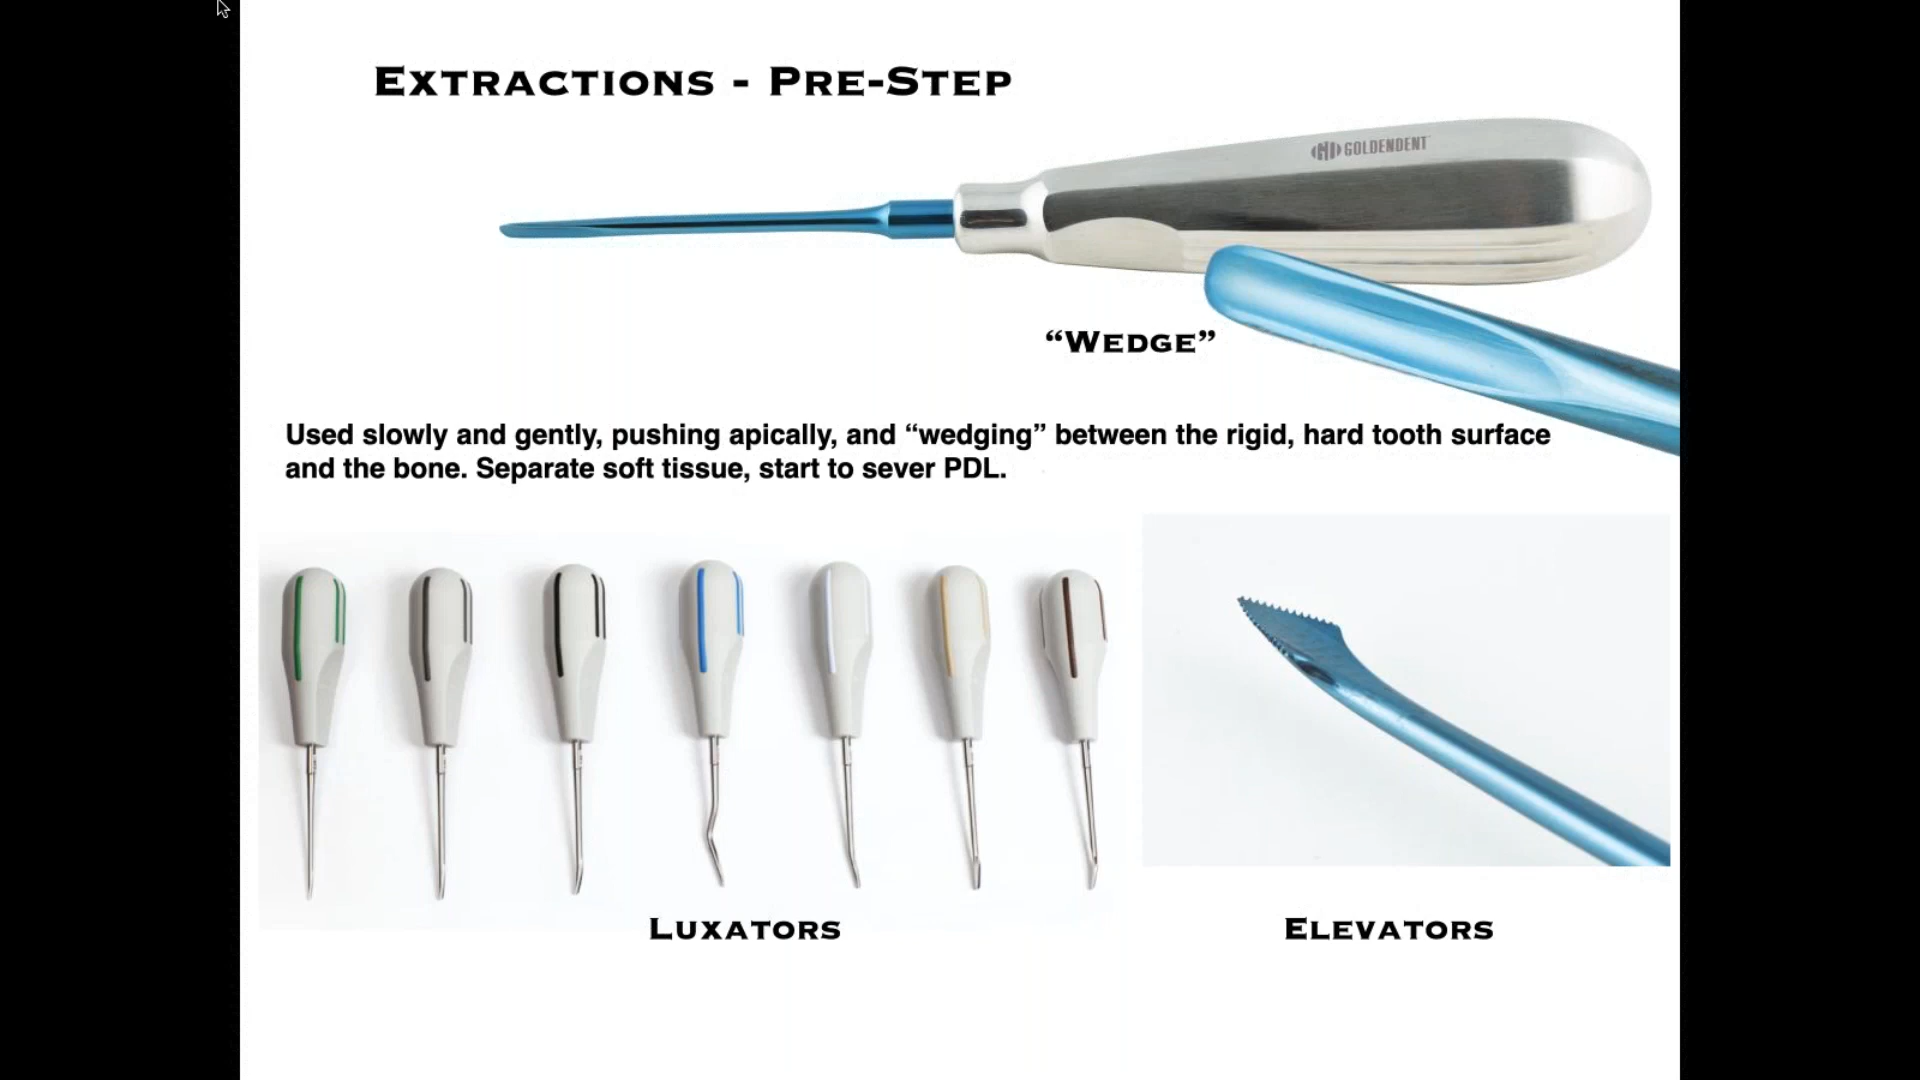 Extractions - Pre-Step
GOLDENDENT
“Wedge”
Used slowly and gently, pushing apically, and “wedging” between the rigid, hard tooth surface
and the bone. Separate soft tissue, start to sever PDL.
Luxators
Elevators